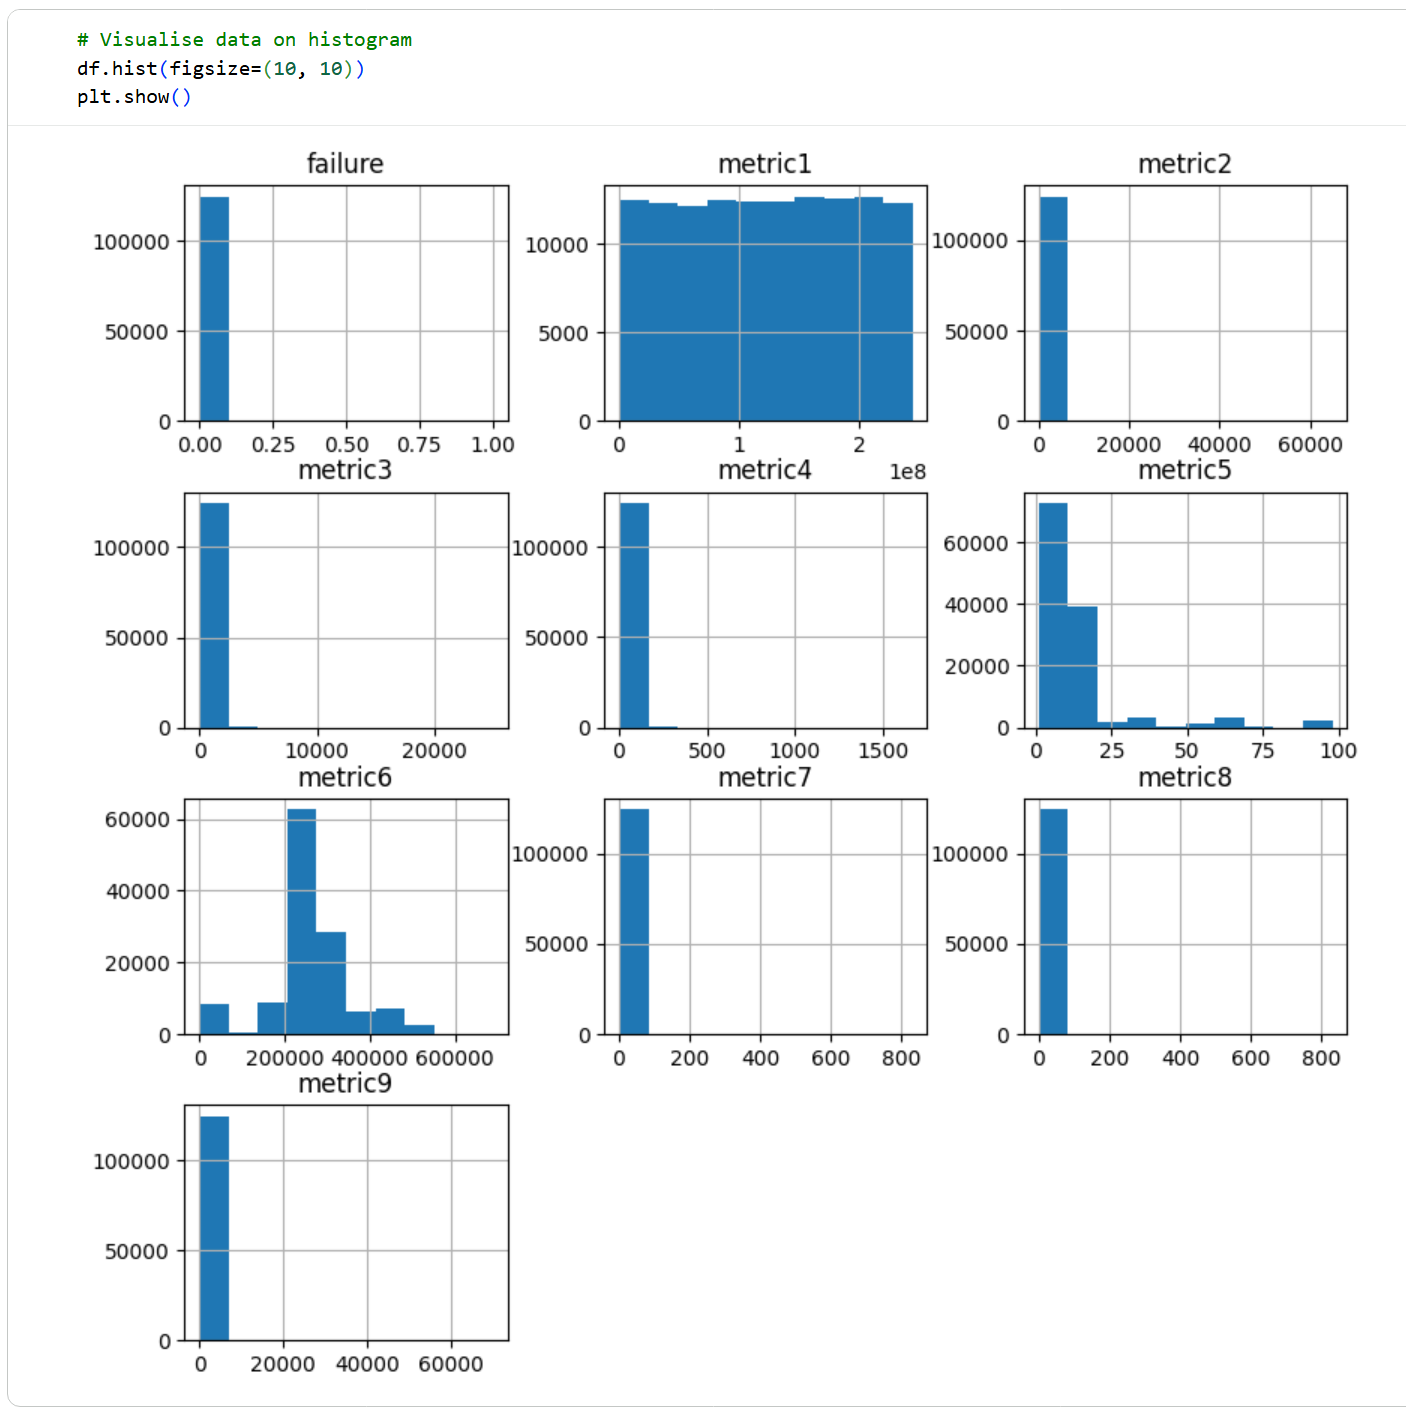 # Visualise data on histogram
df.hist(figsize=(10, 10))
plt.show()
failure metric1 metric2
100000
50000
0
0.00 0.25 0.50 0.75 1.00
10000
5000
0
0 1 2
1e8
100000
50000
0
0 20000 40000 60000
metric3 metric4 metric5
100000
50000
0
0 10000 20000
100000
50000
0
0 500 1000 1500
60000
40000
20000
0
0 25 50 75 100
metric6 metric7 metric8
60000
40000
20000
0
0 200000 400000 600000
100000
50000
0
0 200 400 600 800
100000
50000
0
0 200 400 600 800
metric9
100000
50000
0
0 20000 40000 60000